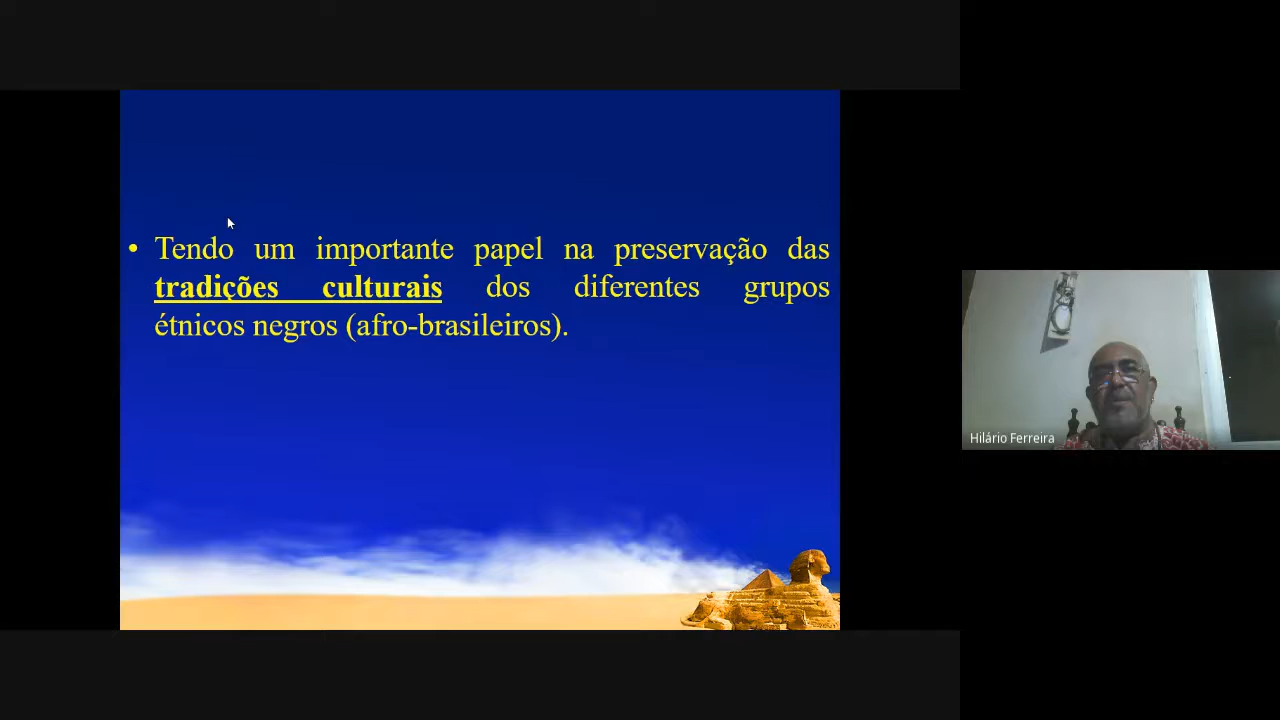 • Tendo um importante papel na preservação das
tradições culturais dos diferentes grupos
étnicos negros (afro-brasileiros).
Hilário Ferreira